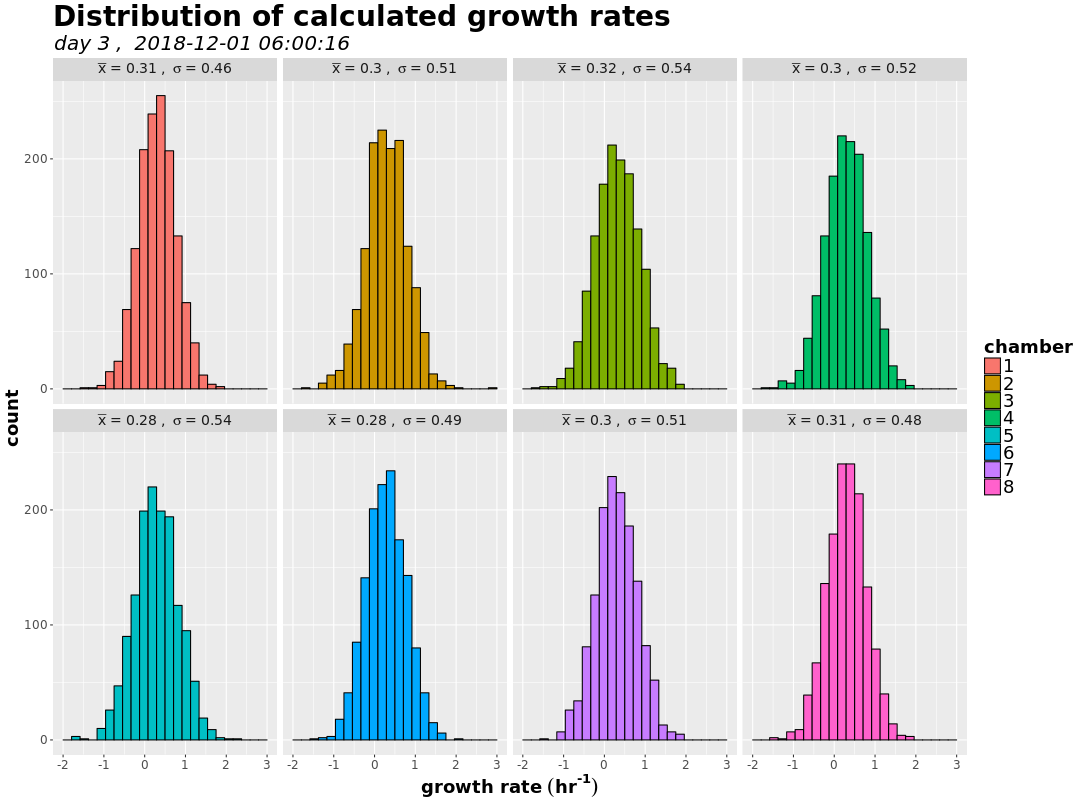 Distribution of calculated growth rates
day 3 ,  2018-12-01 06:00:16
x̅ = 0.31 ,  σ = 0.46
x̅ = 0.3 ,  σ = 0.51
x̅ = 0.32 ,  σ = 0.54
x̅ = 0.3 ,  σ = 0.52
200
100
0
count
x̅ = 0.28 ,  σ = 0.54
x̅ = 0.28 ,  σ = 0.49
x̅ = 0.3 ,  σ = 0.51
x̅ = 0.31 ,  σ = 0.48
200
100
0
-2 -1 0 1 2 3
-2 -1 0 1 2 3
-2 -1 0 1 2 3
-2 -1 0 1 2 3
growth rate (hr⁻¹)
chamber
1
2
3
4
5
6
7
8